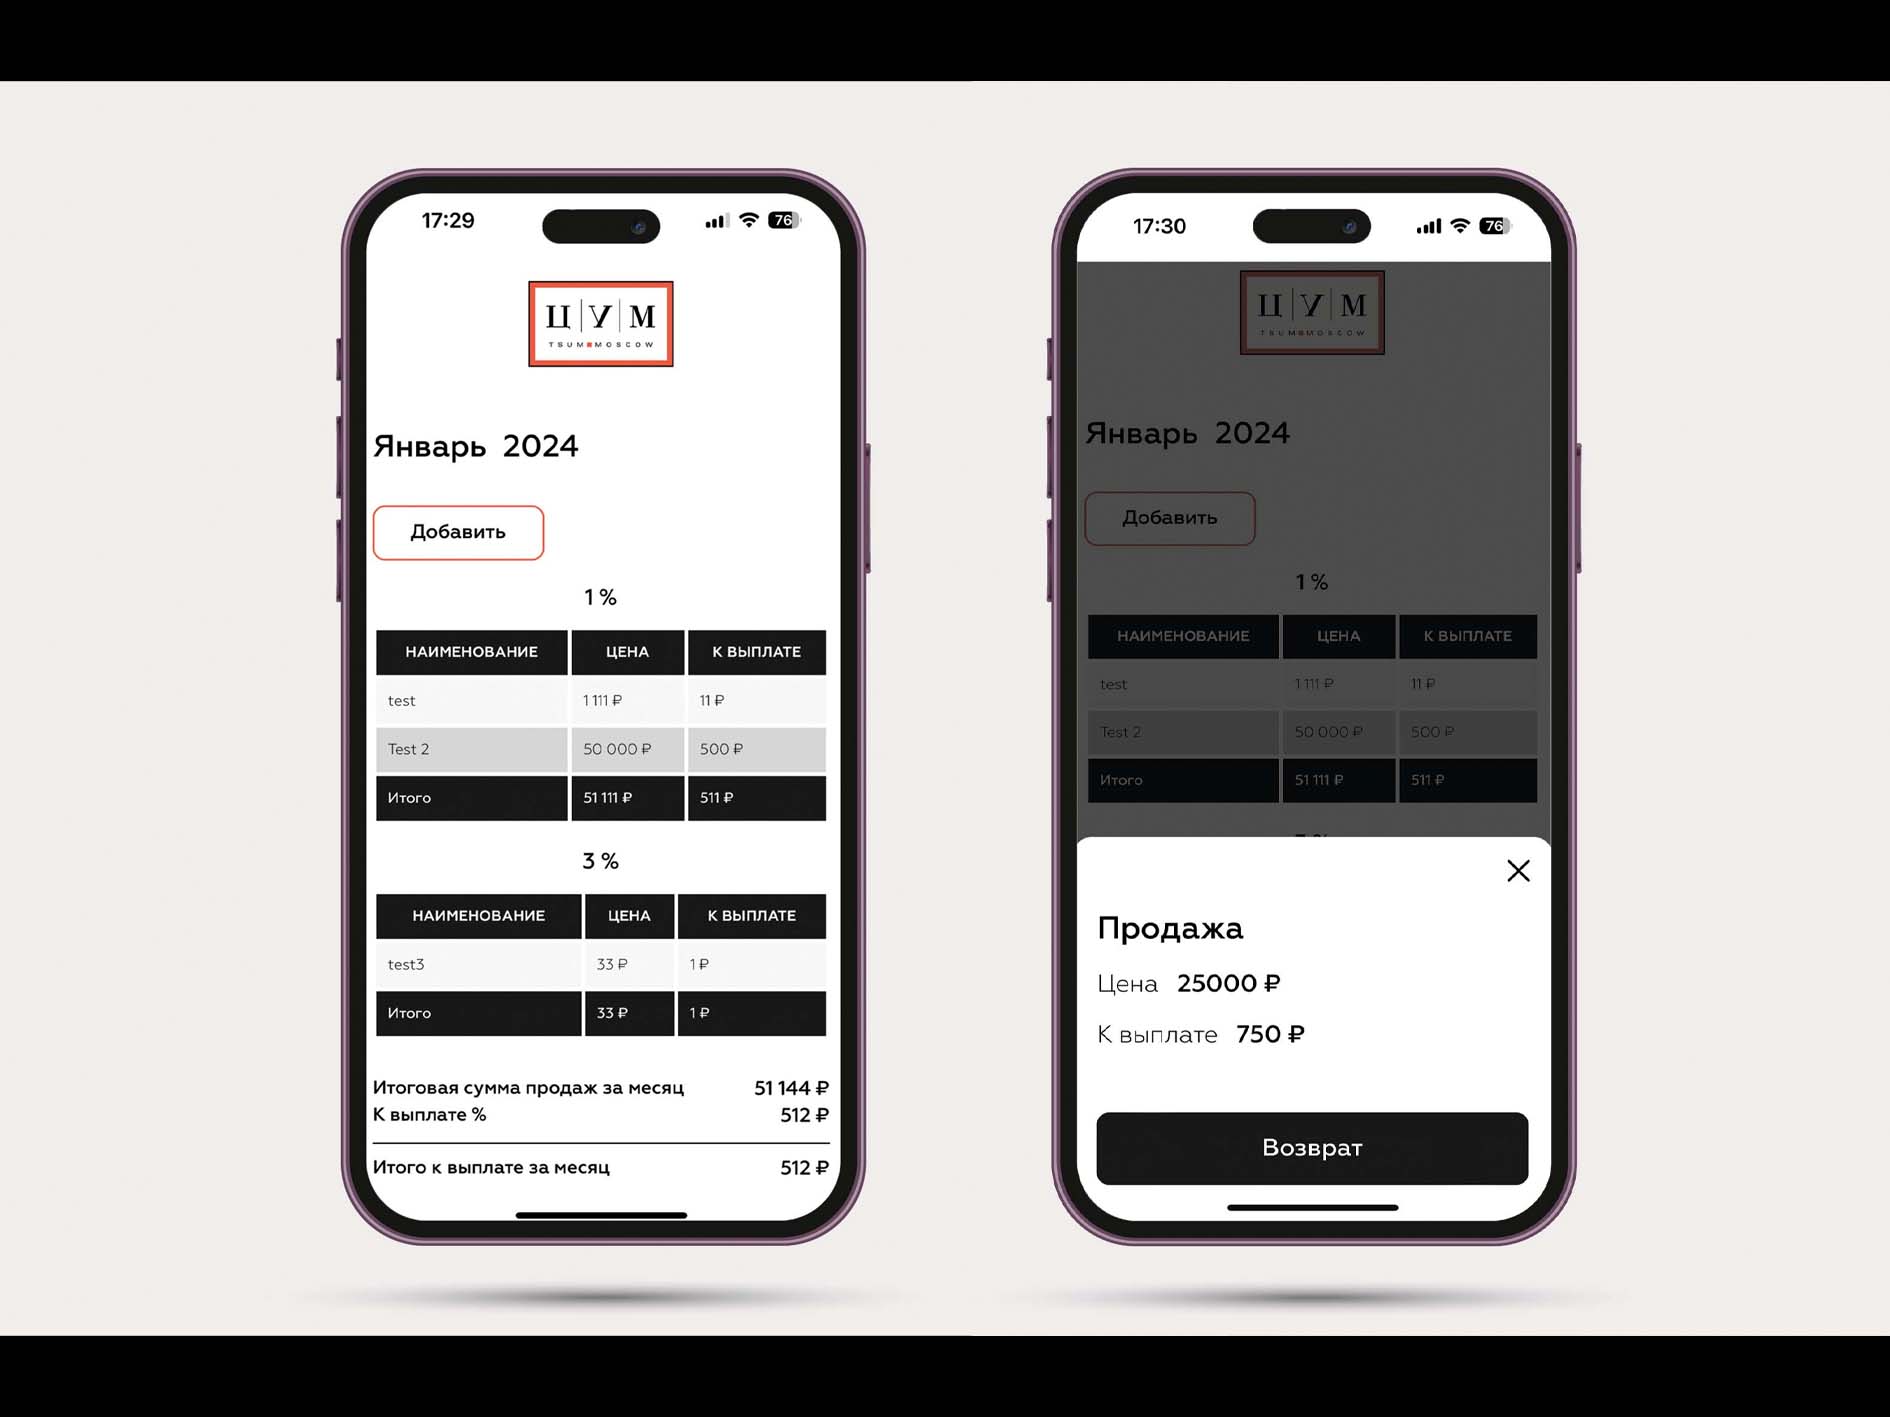 17:29
76
Ц У М
TSUM MOSCOW
Январь 2024
Добавить
1 %
НАИМЕНОВАНИЕ ЦЕНА К ВЫПЛАТЕ
test 1 111 ₽ 11 ₽
Test 2 50 000 ₽ 500 ₽
Итого 51 111 ₽ 511 ₽
3 %
НАИМЕНОВАНИЕ ЦЕНА К ВЫПЛАТЕ
test3 33 ₽ 1 ₽
Итого 33 ₽ 1 ₽
Итоговая сумма продаж за месяц 51 144 ₽
К выплате % 512 ₽
Итого к выплате за месяц 512 ₽
17:30
76
Ц У М
TSUM MOSCOW
Январь 2024
Добавить
1 %
НАИМЕНОВАНИЕ ЦЕНА К ВЫПЛАТЕ
test 1 111 ₽ 11 ₽
Test 2 50 000 ₽ 500 ₽
Итого 51 111 ₽ 511 ₽
Продажа
Цена 25000 ₽
К выплате 750 ₽
Возврат